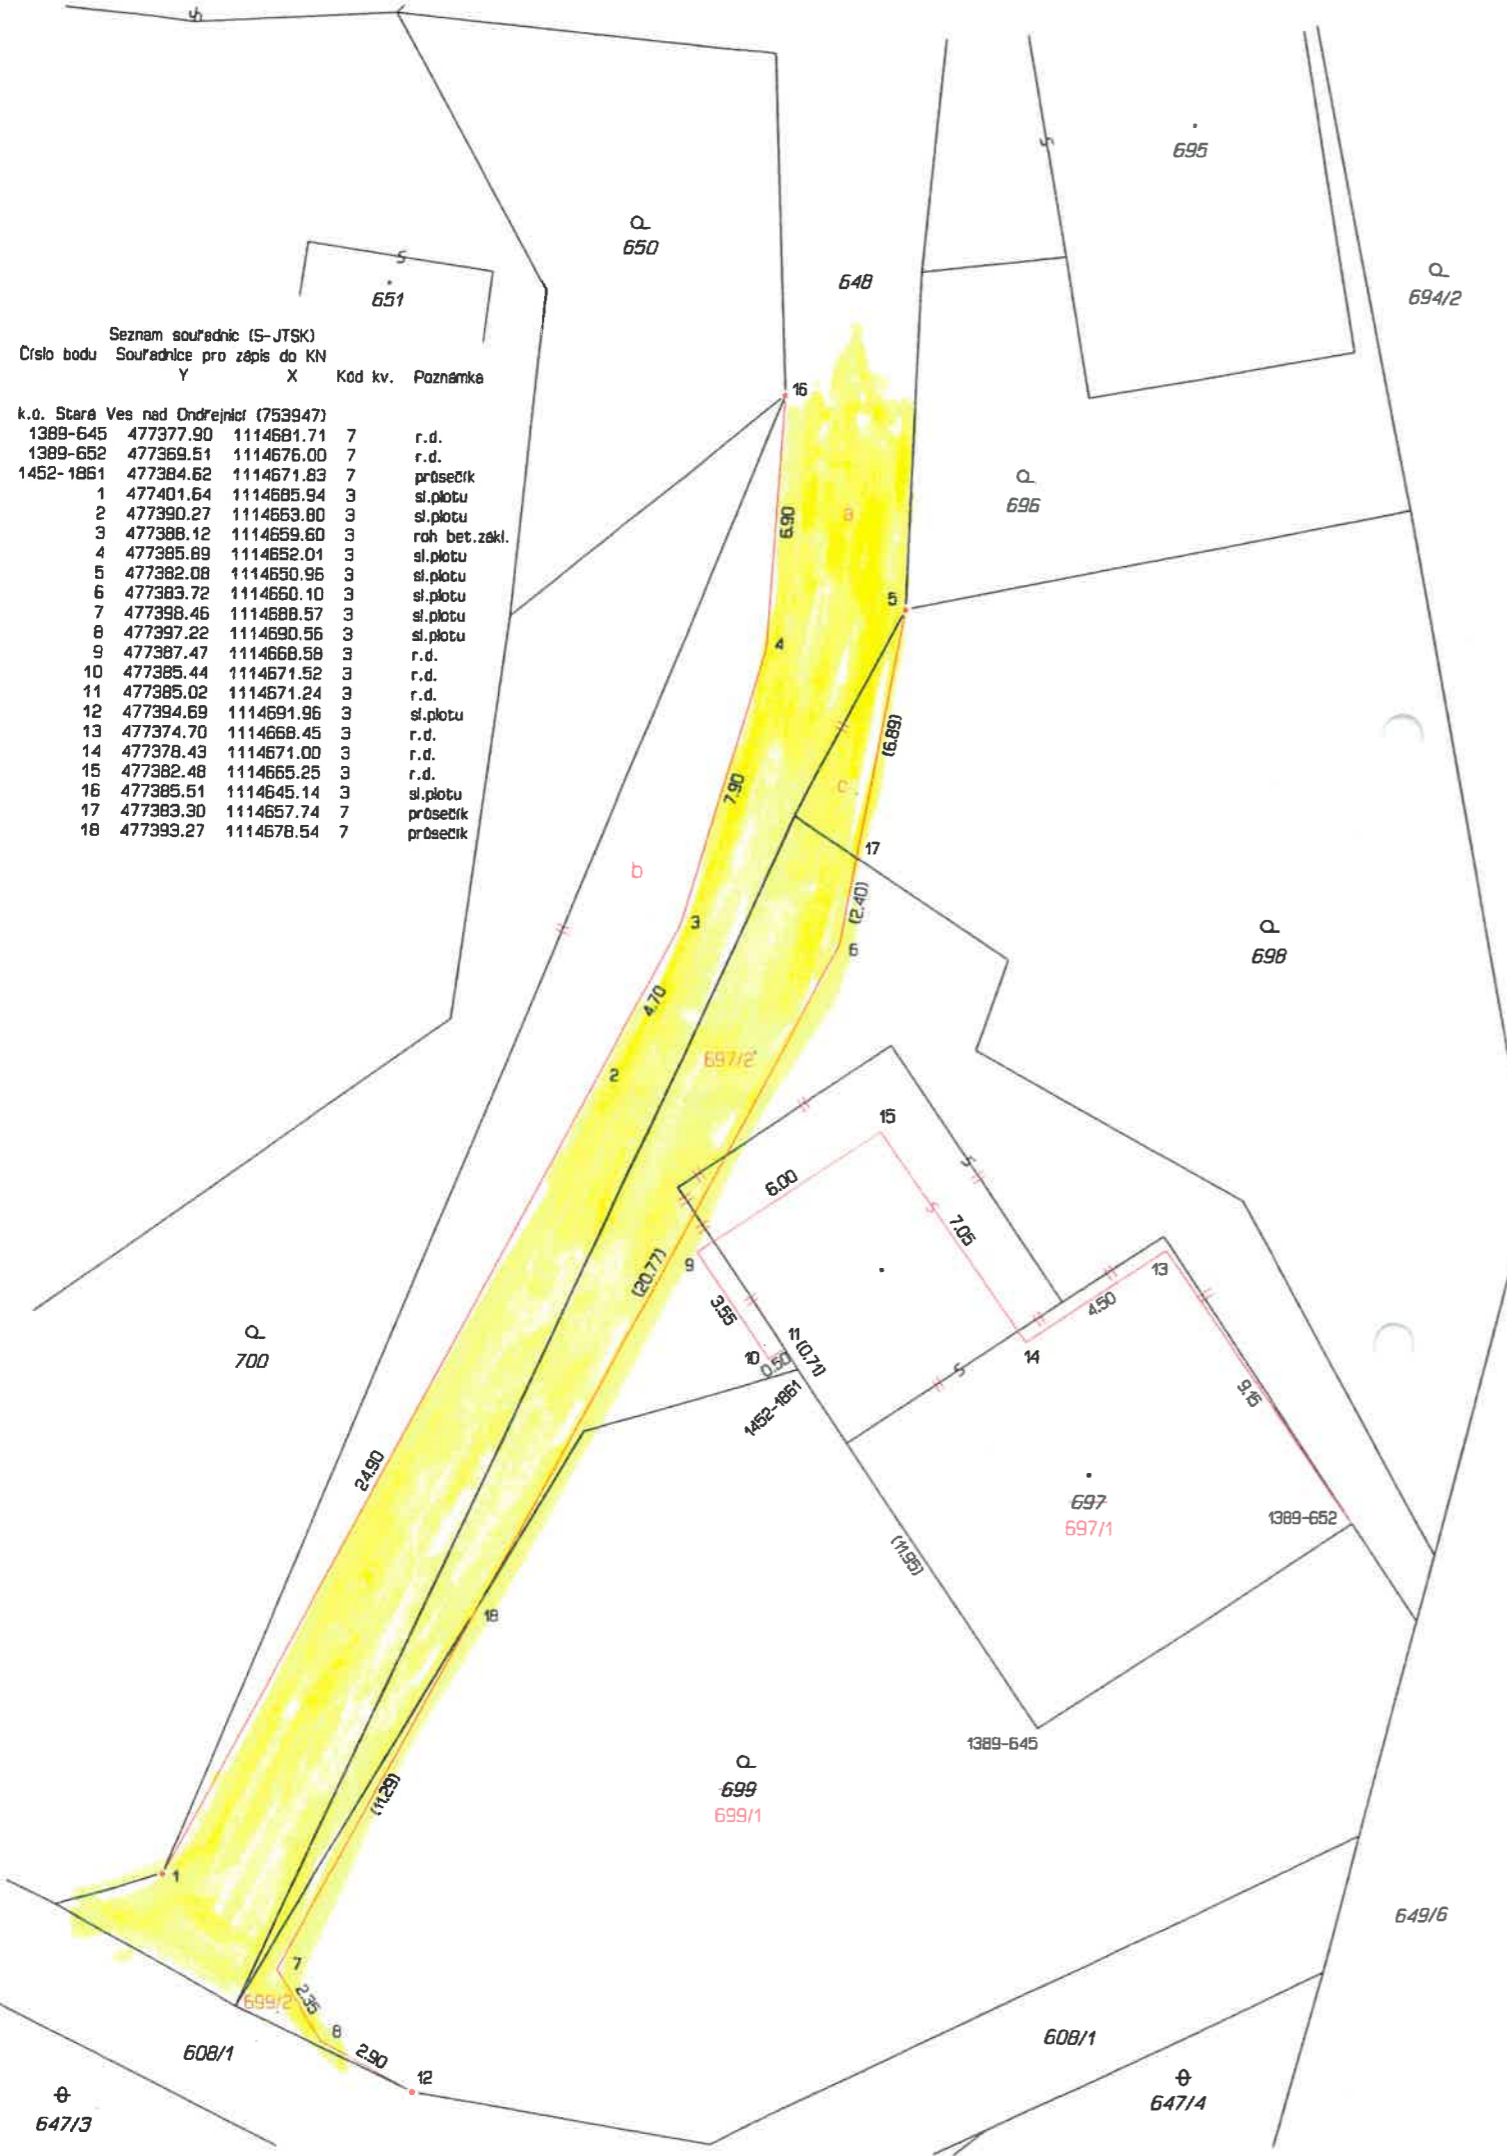 695
650
648
694/2
651
Seznam souřadnic (S-JTSK)
Číslo bodu Souřadnice pro zápis do KN
Y X Kód kv. Poznámka
k.ú. Stará Ves nad Ondřejnicí (753947)
1389-645 477377.90 1114681.71 7 r.d.
1389-652 477369.51 1114676.00 7 r.d.
1452-1861 477384.62 1114671.83 7 průsečík
1 477401.64 1114685.94 3 sl.plotu
2 477390.27 1114663.80 3 sl.plotu
3 477388.12 1114659.60 3 roh bet.zákl.
4 477385.89 1114652.01 3 sl.plotu
5 477382.08 1114650.96 3 sl.plotu
6 477383.72 1114660.10 3 sl.plotu
7 477398.46 1114688.57 3 sl.plotu
8 477397.22 1114690.56 3 sl.plotu
9 477387.47 1114668.58 3 r.d.
10 477385.44 1114671.52 3 r.d.
11 477385.02 1114671.24 3 r.d.
12 477394.69 1114691.96 3 sl.plotu
13 477374.70 1114668.45 3 r.d.
14 477378.43 1114671.00 3 r.d.
15 477382.48 1114665.25 3 r.d.
16 477385.51 1114645.14 3 sl.plotu
17 477383.30 1114657.74 7 průsečík
18 477393.27 1114678.54 7 průsečík
16
696
6.90
a
5
4
(6.89)
7.90
c
17
b
(2.40)
3
6
698
4.70
697/2
2
15
6.00
7.05
9
(20.77)
13
3.55
4.50
11
(0.71)
10
0.50
14
700
9.15
1452-1861
24.90
697
697/1
1389-652
(11.95)
18
1389-645
699
699/1
(11.29)
1
649/6
7
2.35
699/2
8
2.90
608/1
608/1
12
647/3
647/4